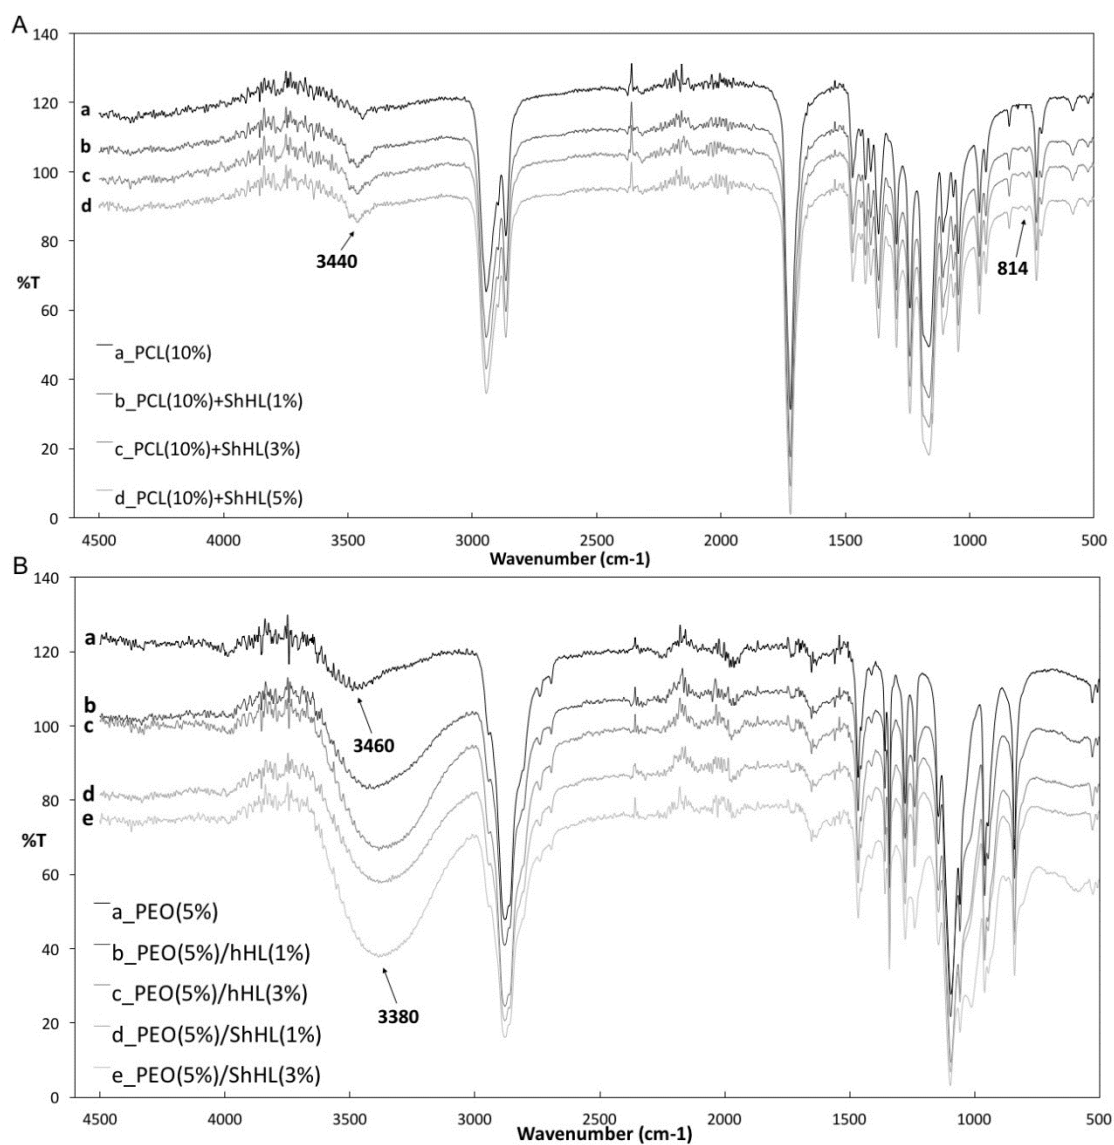 A
140
120
100
80
60
40
20
0
%T
a
b
c
d
3440
814
a_PCL(10%)
b_PCL(10%)+ShHL(1%)
c_PCL(10%)+ShHL(3%)
d_PCL(10%)+ShHL(5%)
4500 4000 3500 3000 2500 2000 1500 1000 500
Wavenumber (cm-1)
B
140
120
100
80
60
40
20
0
%T
a
b
c
d
e
3460
3380
a_PEO(5%)
b_PEO(5%)/hHL(1%)
c_PEO(5%)/hHL(3%)
d_PEO(5%)/ShHL(1%)
e_PEO(5%)/ShHL(3%)
4500 4000 3500 3000 2500 2000 1500 1000 500
Wavenumber (cm-1)